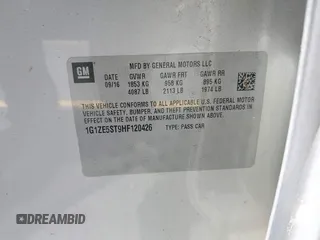 GM
MFD BY GENERAL MOTORS LLC
09/16 GVWR GAWR FRT GAWR RR
1853 KG 958 KG 895 KG
4087 LB 2113 LB 1974 LB
THIS VEHICLE CONFORMS TO ALL APPLICABLE U.S. FEDERAL MOTOR
VEHICLE SAFETY, BUMPER, AND THEFT PREVENTION STANDARDS
IN EFFECT ON THE DATE OF MANUFACTURE SHOWN ABOVE.
1G1ZE5ST9HF120426 TYPE: PASS CAR
DREAMBID